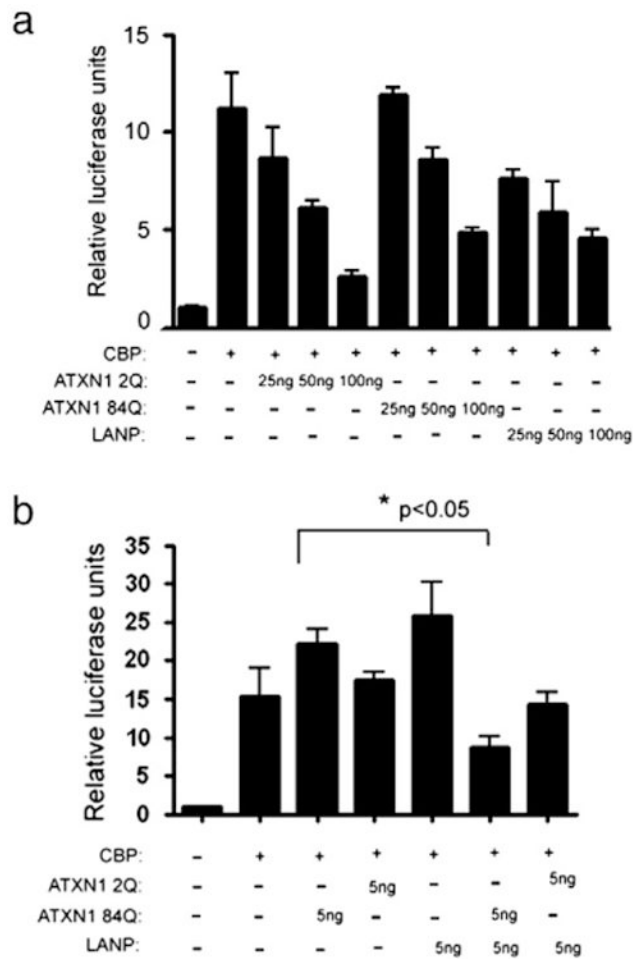 a
Relative luciferase units
15
10
5
0
CBP: - + + + + + + + + + +
ATXN1 2Q: - - 25ng 50ng 100ng - - - - - -
ATXN1 84Q: - - - - - 25ng 50ng 100ng - - -
LANP: - - - - - - - - 25ng 50ng 100ng
b
* p<0.05
Relative luciferase units
35
30
25
20
15
10
5
0
CBP: - + + + + + +
ATXN1 2Q: - - - 5ng - - 5ng
ATXN1 84Q: - - 5ng - - 5ng -
LANP: - - - - 5ng 5ng 5ng